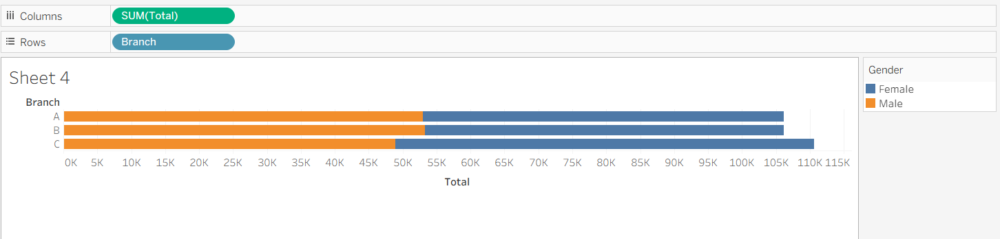 Columns SUM(Total)
Rows Branch
Sheet 4
Branch
A
B
C
0K 5K 10K 15K 20K 25K 30K 35K 40K 45K 50K 55K 60K 65K 70K 75K 80K 85K 90K 95K 100K 105K 110K 115K
Total
Gender
Female
Male